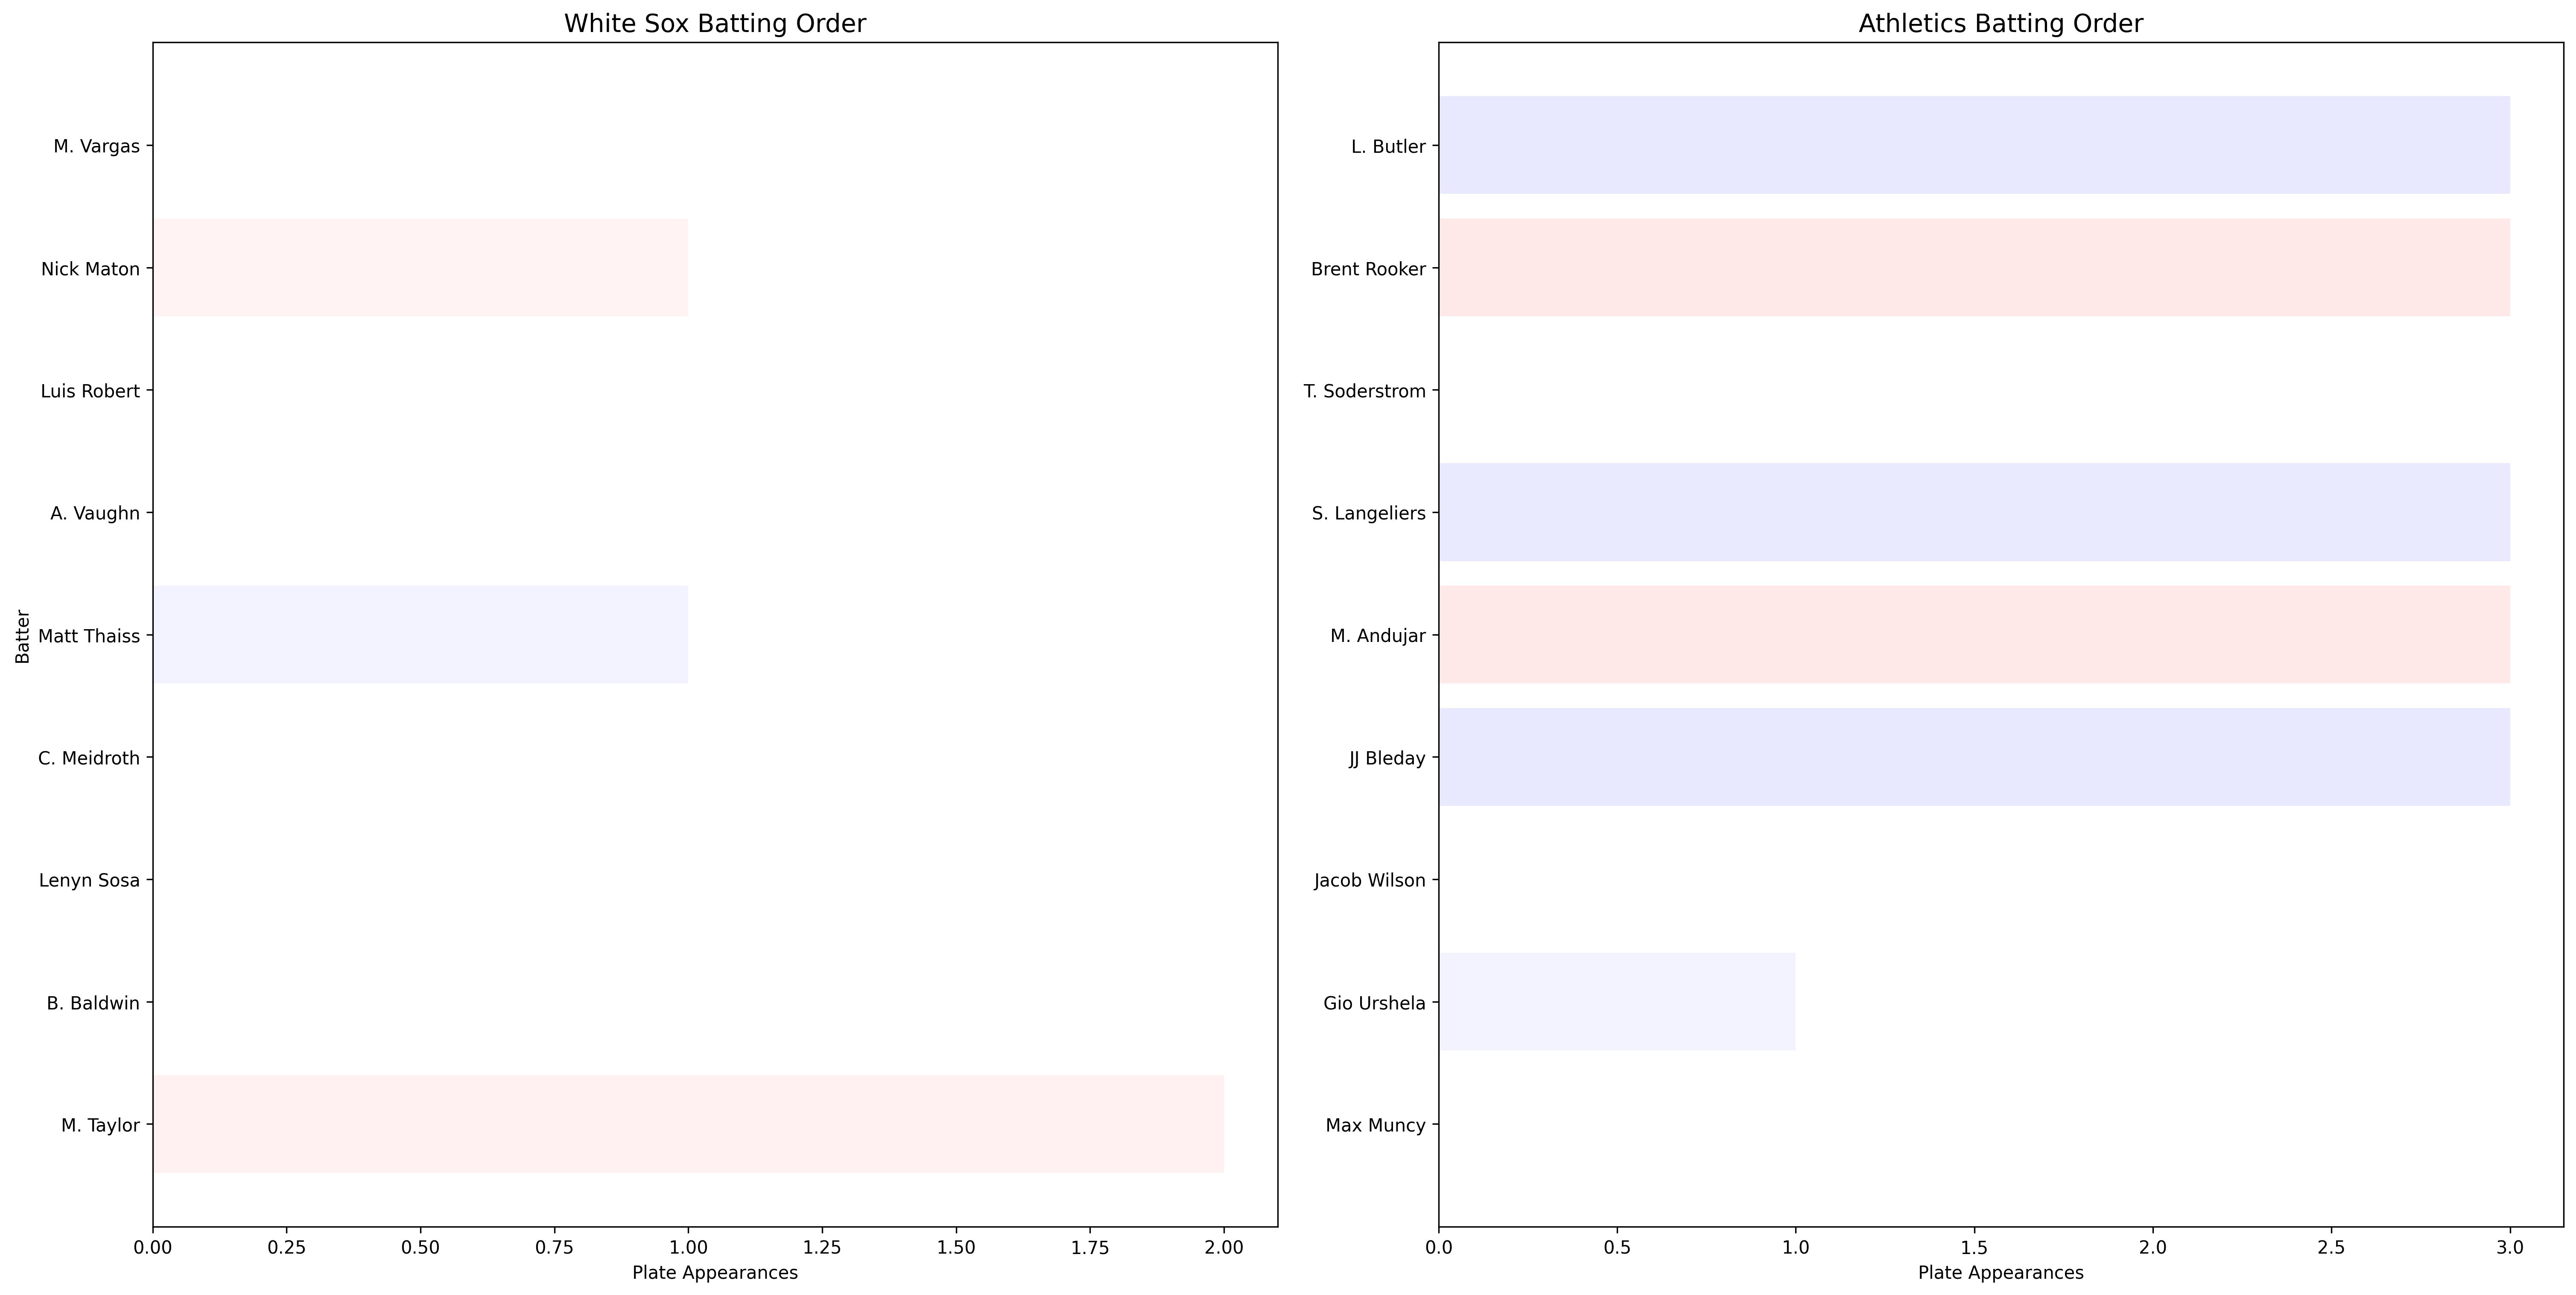 White Sox Batting Order
Batter
M. Vargas
Nick Maton
Luis Robert
A. Vaughn
Matt Thaiss
C. Meidroth
Lenyn Sosa
B. Baldwin
M. Taylor
0.00 0.25 0.50 0.75 1.00 1.25 1.50 1.75 2.00
Plate Appearances
Athletics Batting Order
L. Butler
Brent Rooker
T. Soderstrom
S. Langeliers
M. Andujar
JJ Bleday
Jacob Wilson
Gio Urshela
Max Muncy
0.0 0.5 1.0 1.5 2.0 2.5 3.0
Plate Appearances